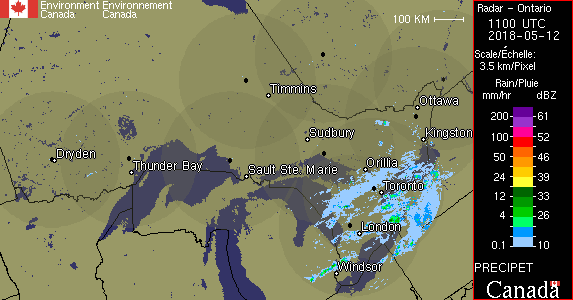 Environment Environnement
Canada Canada
100 KM
Timmins
Ottawa
Sudbury
Kingston
Dryden
Thunder Bay
Sault Ste. Marie
Orillia
Toronto
London
Windsor
Radar - Ontario
1100 UTC
2018-05-12
Scale/Échelle:
3.5 km/Pixel
Rain/Pluie
mm/hr dBZ
200 61
100 52
50 46
24 39
12 33
4 26
0.1 10
PRECIPET
Canada